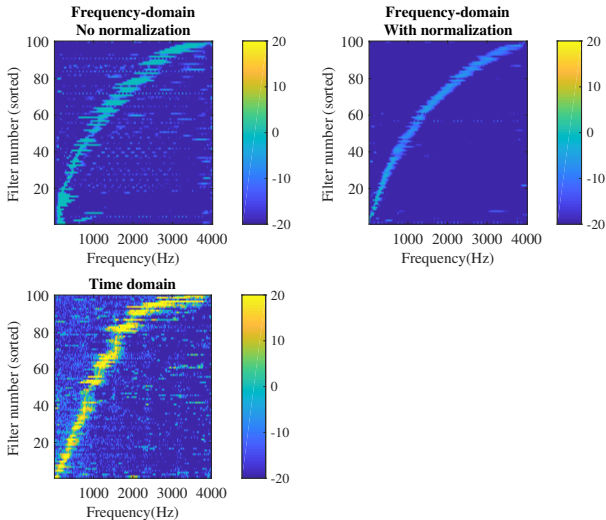 Frequency-domain
No normalization
100
80
60
40
20
1000 2000 3000 4000
Frequency(Hz)
Filter number (sorted)
20
10
0
-10
-20
Frequency-domain
With normalization
100
80
60
40
20
1000 2000 3000 4000
Frequency(Hz)
Filter number (sorted)
20
10
0
-10
-20
Time domain
100
80
60
40
20
1000 2000 3000 4000
Frequency(Hz)
Filter number (sorted)
20
10
0
-10
-20